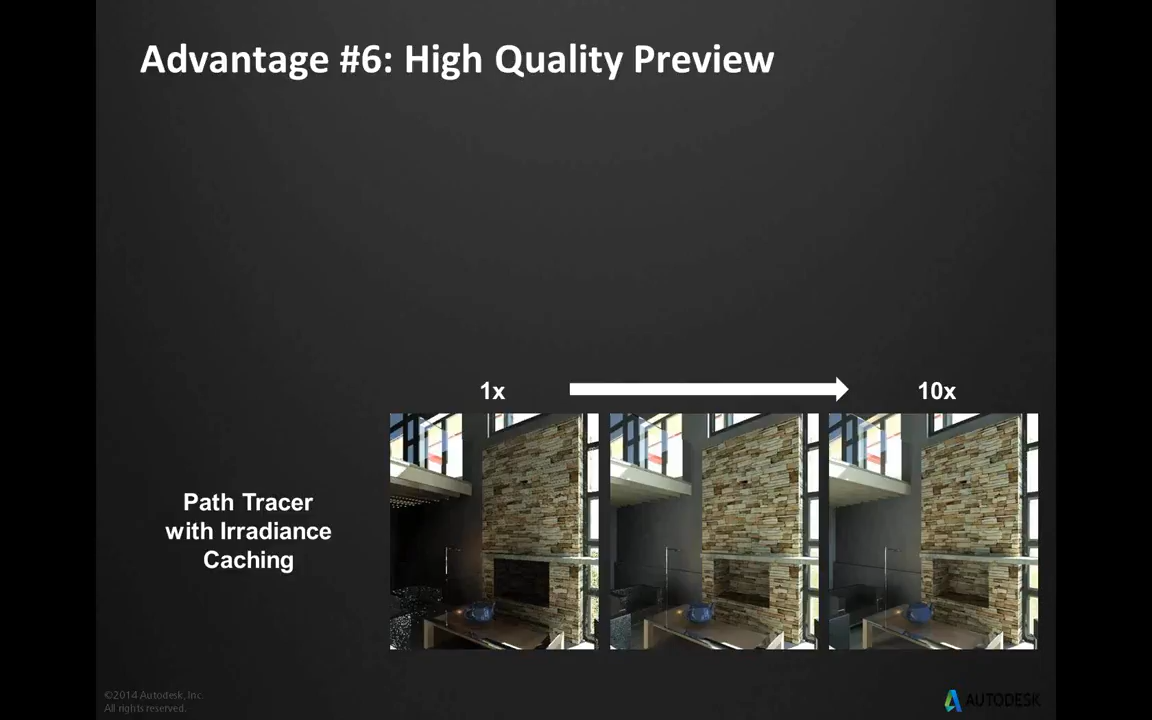 Advantage #6: High Quality Preview
1x
10x
Path Tracer
with Irradiance
Caching
©2014 Autodesk, Inc.
All rights reserved.
AUTODESK